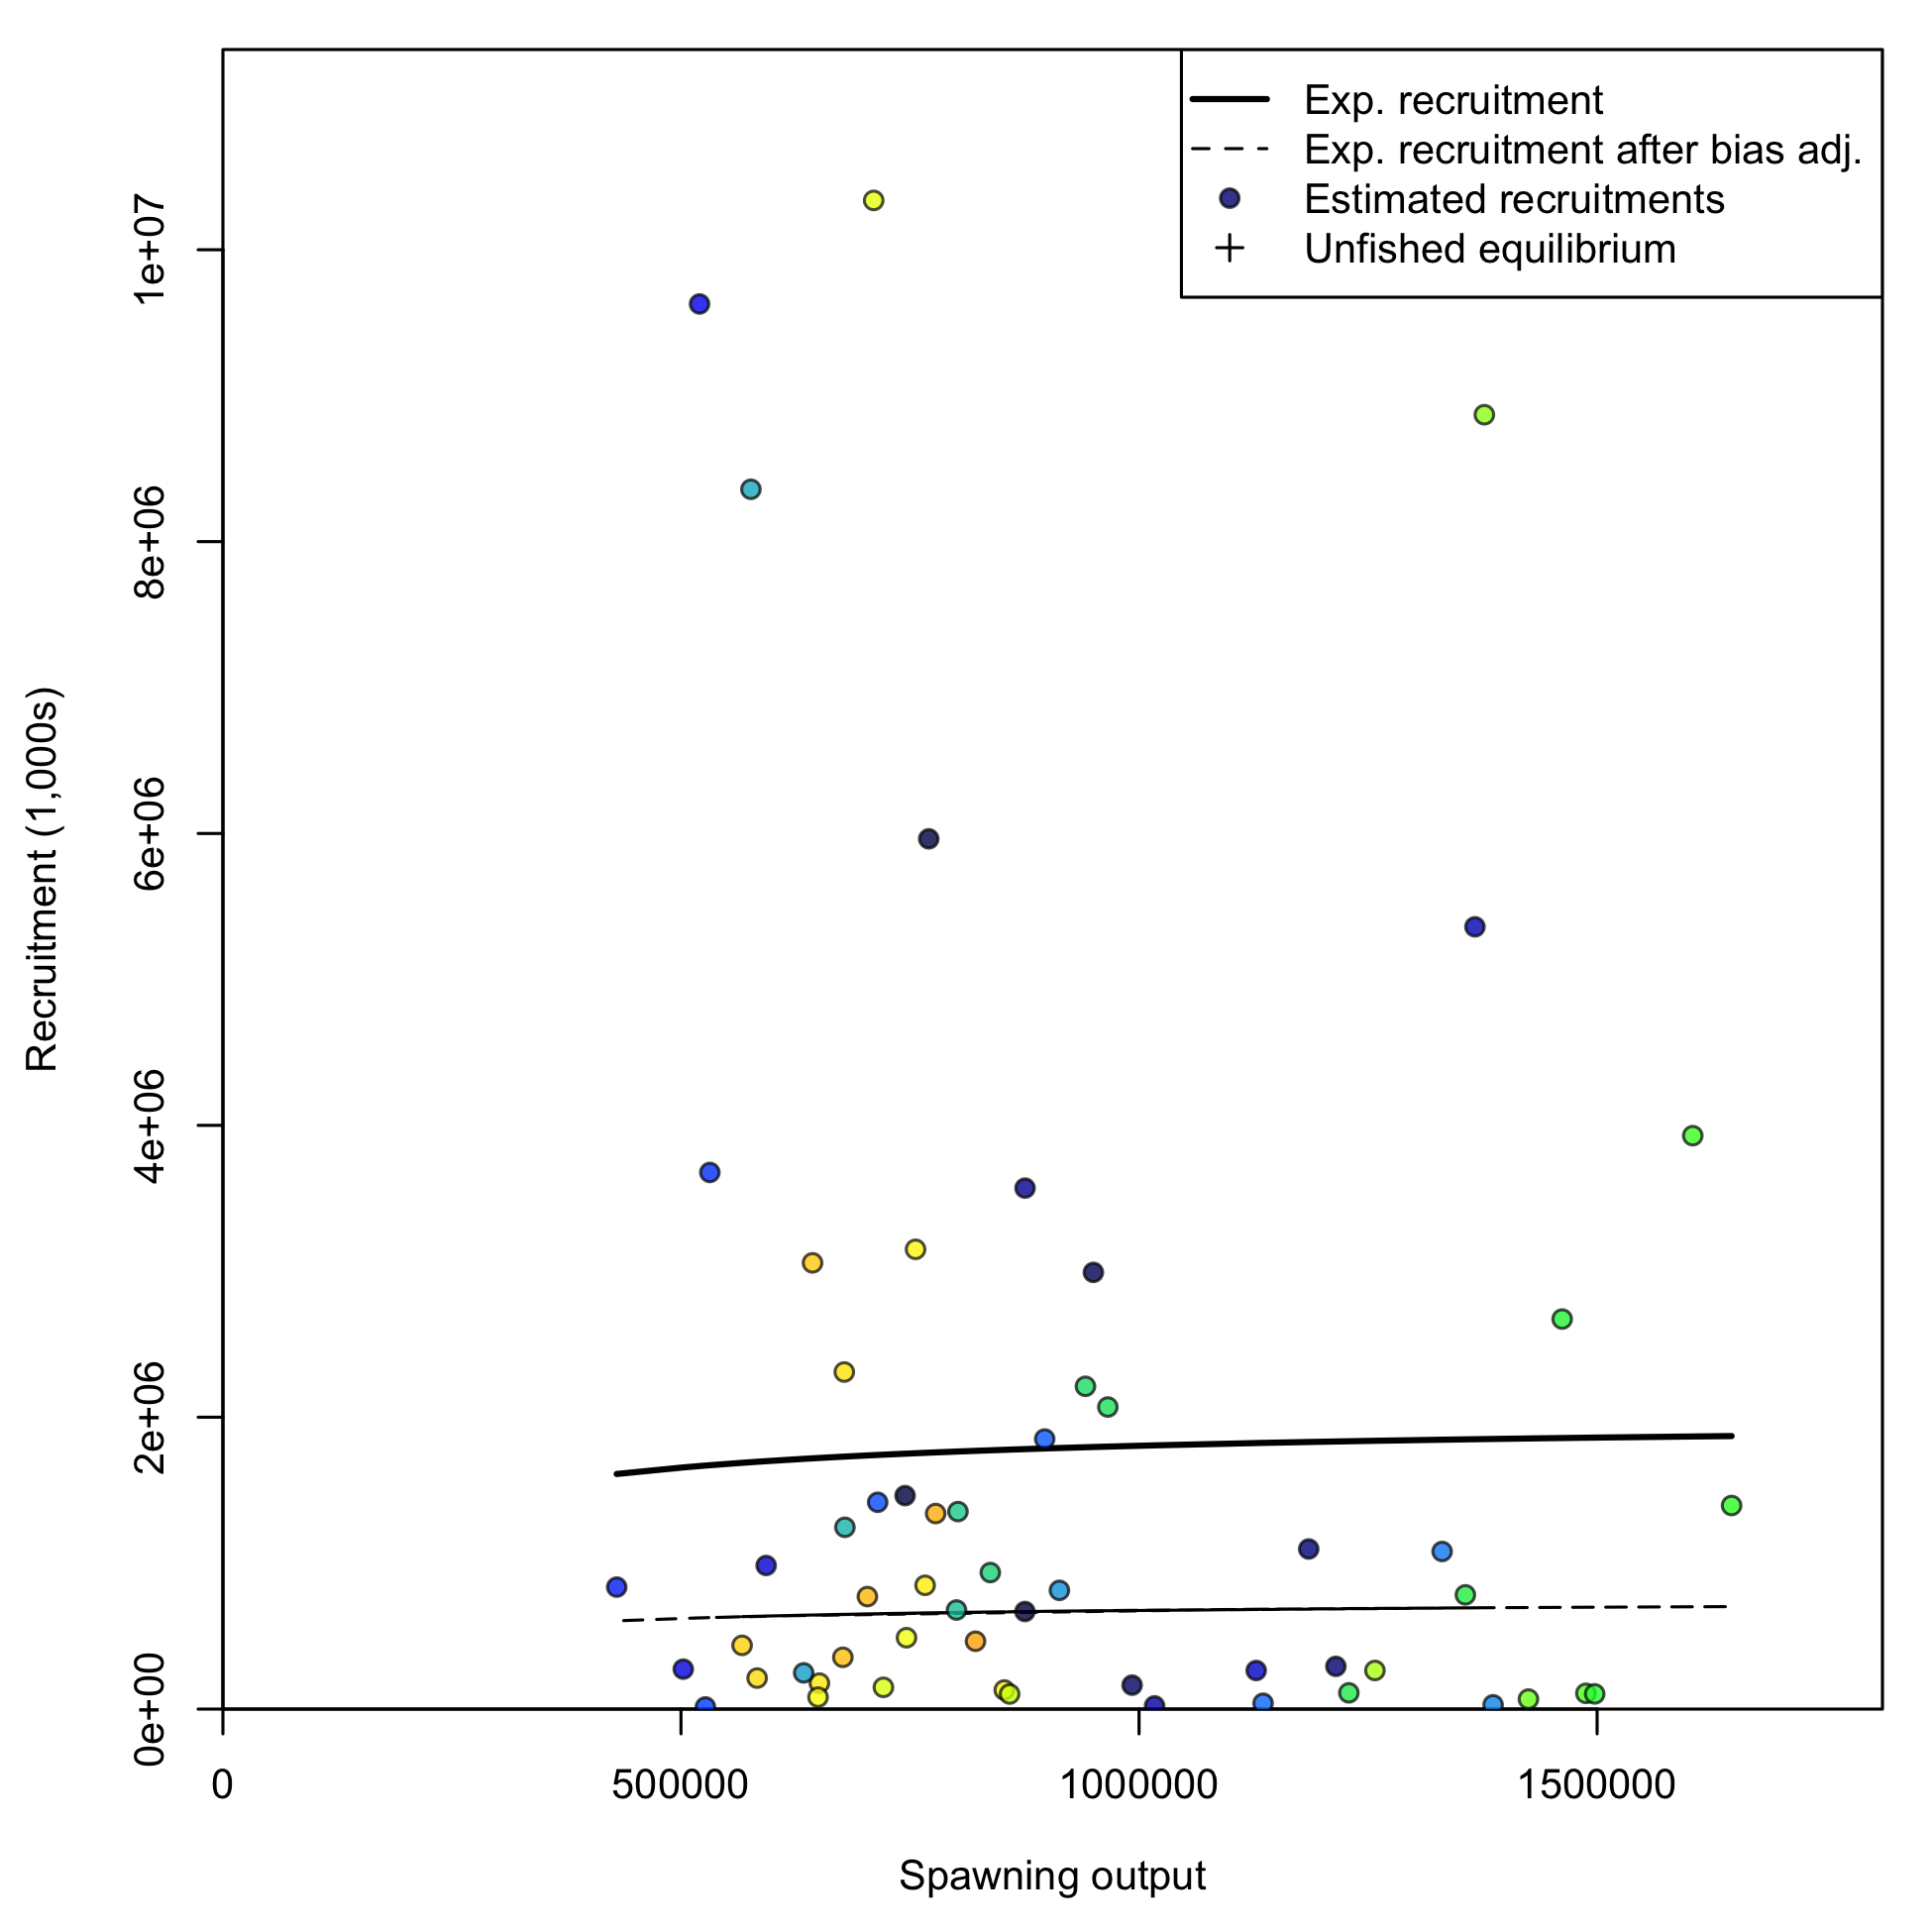 Exp. recruitment
Exp. recruitment after bias adj.
Estimated recruitments
Unfished equilibrium
Recruitment (1,000s)
1e+07
8e+06
6e+06
4e+06
2e+06
0e+00
0 500000 1000000 1500000
Spawning output